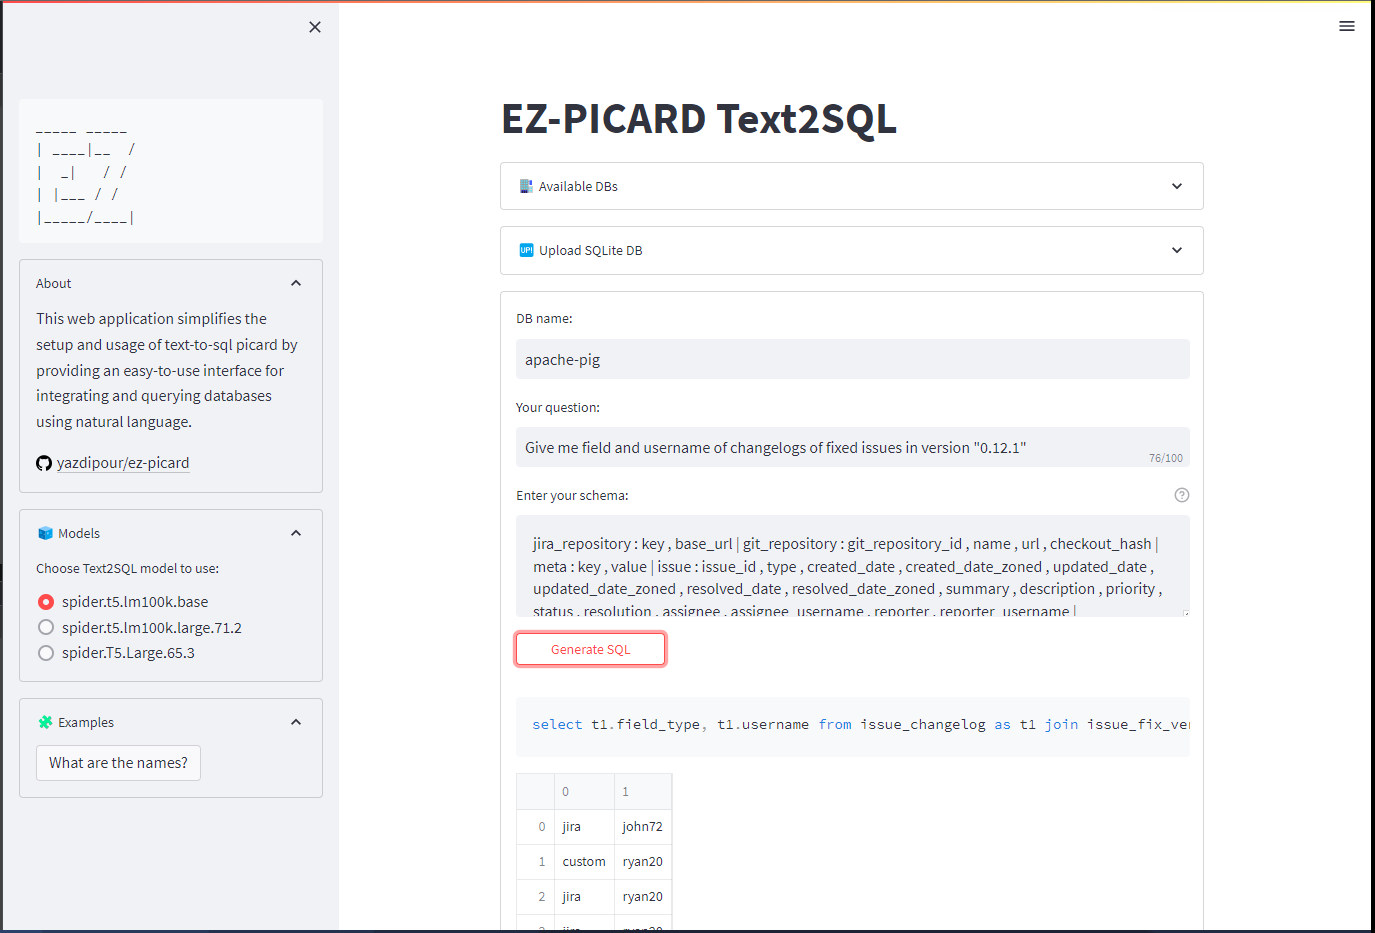 _____ _____
| ____|__  /
|  _|   / /
| |___ / /
|_____/____|
About
This web application simplifies the
setup and usage of text-to-sql picard by
providing an easy-to-use interface for
integrating and querying databases
using natural language.
yazdipour/ez-picard
Models
Choose Text2SQL model to use:
spider.t5.lm100k.base
spider.t5.lm100k.large.71.2
spider.T5.Large.65.3
Examples
What are the names?
EZ-PICARD Text2SQL
Available DBs
UP! Upload SQLite DB
DB name:
apache-pig
Your question:
Give me field and username of changelogs of fixed issues in version "0.12.1"
76/100
Enter your schema:
jira_repository : key , base_url | git_repository : git_repository_id , name , url , checkout_hash |
meta : key , value | issue : issue_id , type , created_date , created_date_zoned , updated_date ,
updated_date_zoned , resolved_date , resolved_date_zoned , summary , description , priority ,
status , resolution , assignee , assignee_username , reporter , reporter_username |
Generate SQL
select t1.field_type, t1.username from issue_changelog as t1 join issue_fix_ver
0 1
0 jira john72
1 custom ryan20
2 jira ryan20
3 jira ryan20